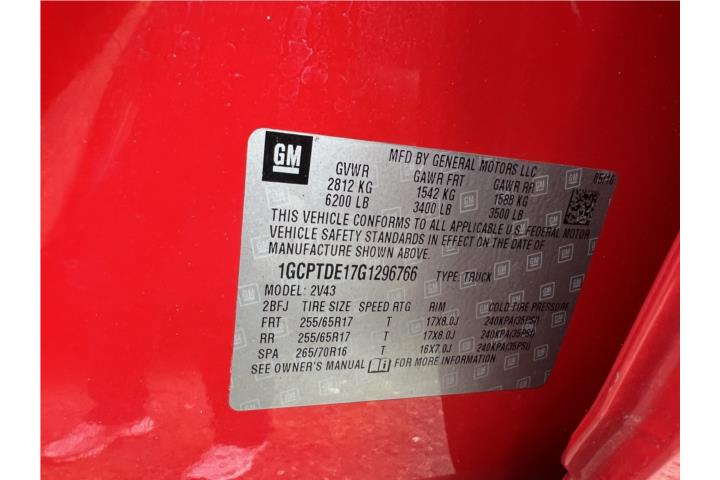 GM
MFD BY GENERAL MOTORS LLC 05/16
GVWR GAWR FRT GAWR RR
2812 KG 1542 KG 1588 KG
6200 LB 3400 LB 3500 LB
THIS VEHICLE CONFORMS TO ALL APPLICABLE U.S. FEDERAL MOTOR
VEHICLE SAFETY STANDARDS IN EFFECT ON THE DATE OF
MANUFACTURE SHOWN ABOVE.
1GCPTDE17G1296766 TYPE: TRUCK
MODEL: 2V43
2BFJ TIRE SIZE SPEED RTG RIM COLD TIRE PRESSURE
FRT 255/65R17 T 17X8.0J 240KPA(35PSI)
RR 255/65R17 T 17X8.0J 240KPA(35PSI)
SPA 265/70R16 T 16X7.0J 240KPA(35PSI)
SEE OWNER'S MANUAL FOR MORE INFORMATION